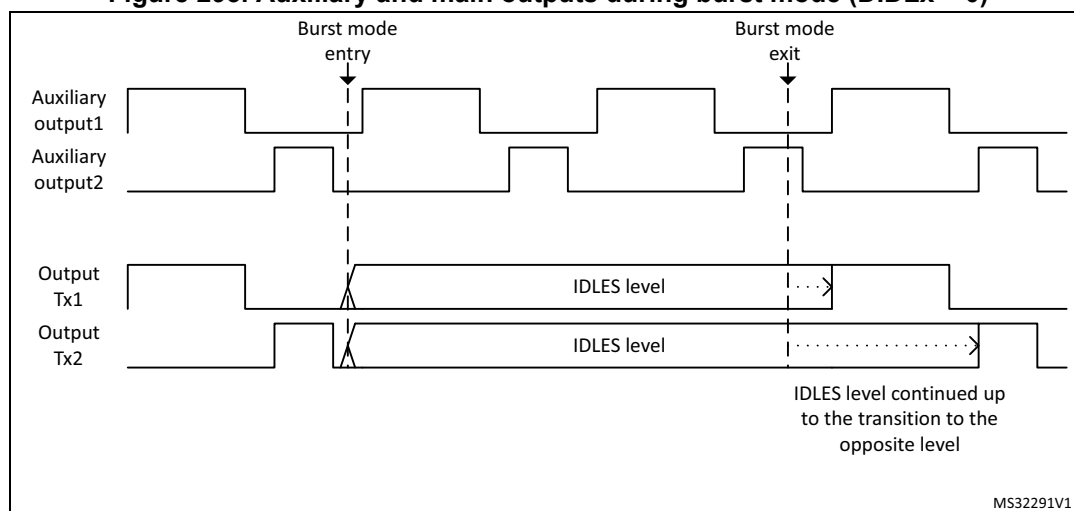 Burst mode
entry
Burst mode
exit
Auxiliary
output1
Auxiliary
output2
Output
Tx1
IDLES level
Output
Tx2
IDLES level
IDLES level continued up
to the transition to the
opposite level
MS32291V1